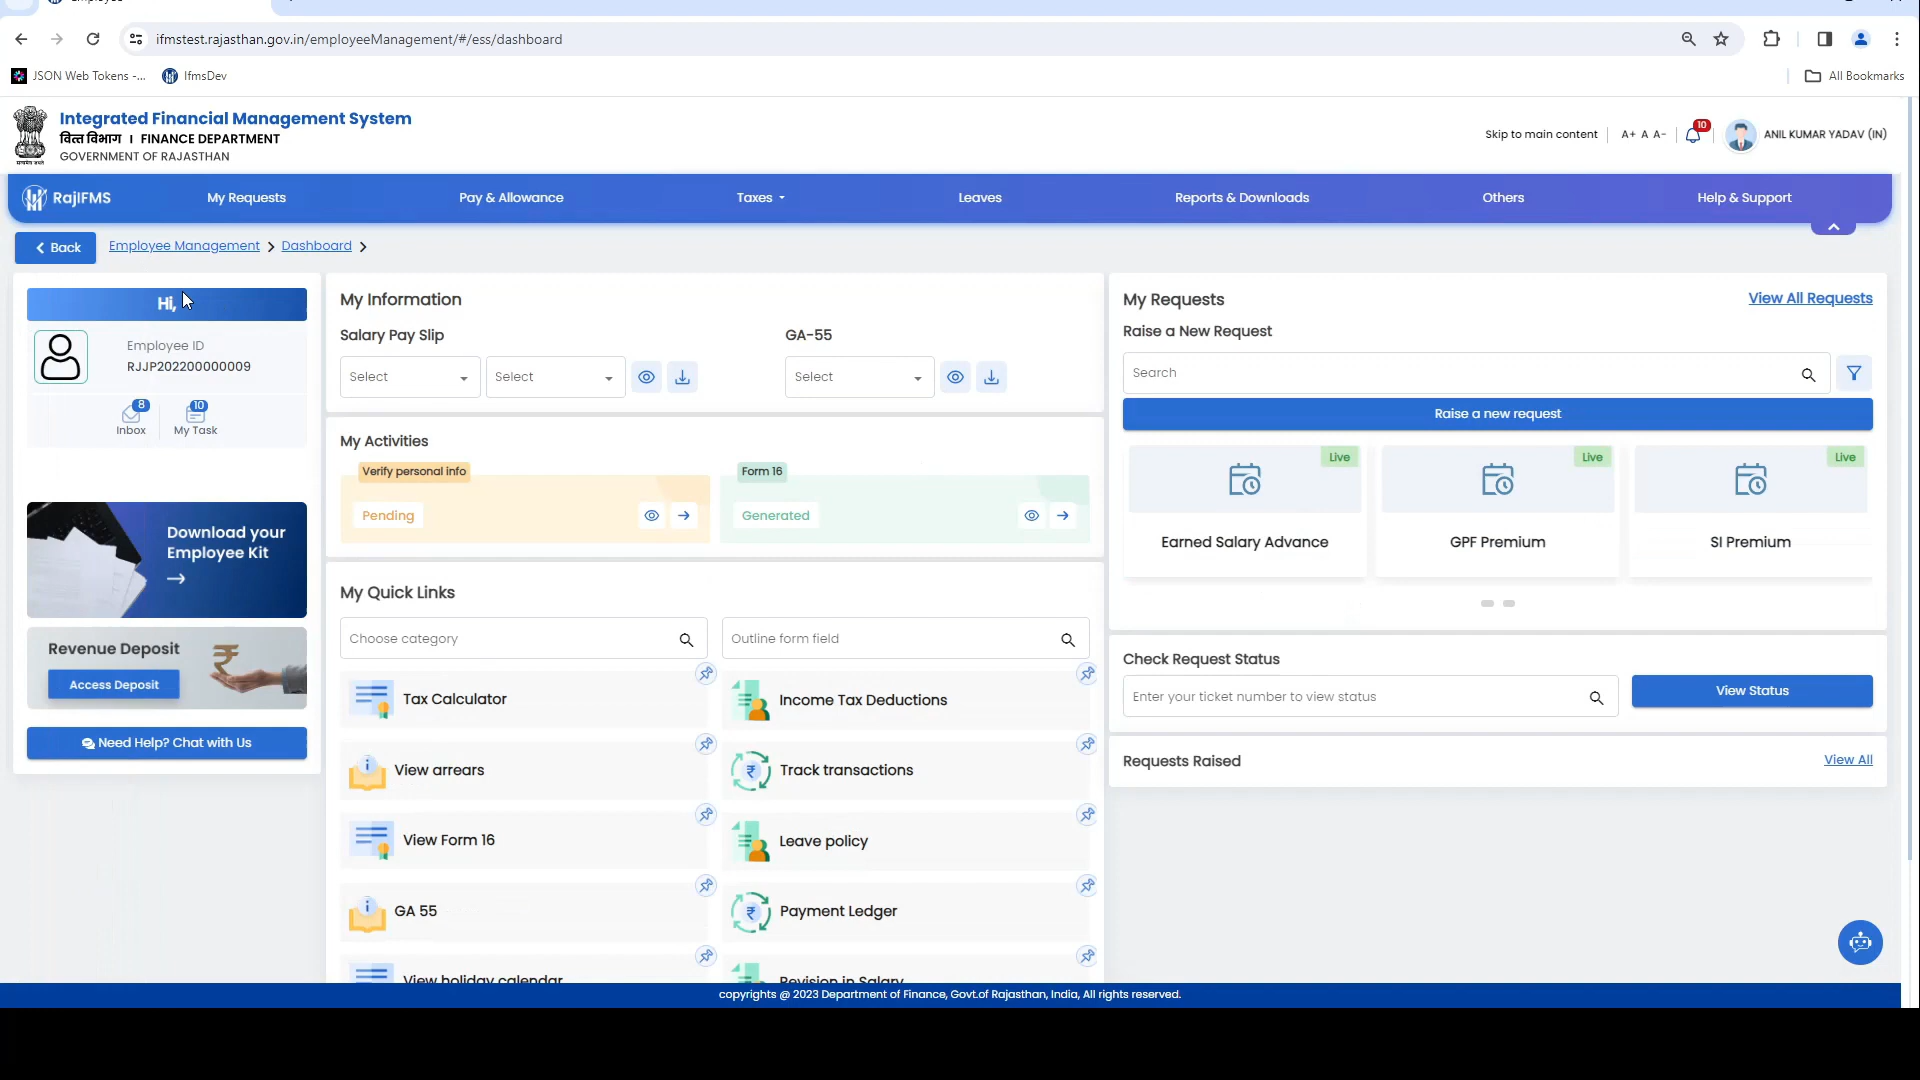 ifmstest.rajasthan.gov.in/employeeManagement/#/ess/dashboard
JSON Web Tokens -...
IfmsDev
All Bookmarks
Integrated Financial Management System
वित्त विभाग I FINANCE DEPARTMENT
GOVERNMENT OF RAJASTHAN
Skip to main content
A+ A A-
10
ANIL KUMAR YADAV (IN)
RajIFMS
My Requests
Pay & Allowance
Taxes
Leaves
Reports & Downloads
Others
Help & Support
Back
Employee Management
Dashboard
Hi,
Employee ID
RJJP202200000009
8
Inbox
10
My Task
Download your
Employee Kit
Revenue Deposit
Access Deposit
Need Help? Chat with Us
My Information
Salary Pay Slip
Select
Select
GA-55
Select
My Activities
Verify personal info
Pending
Form 16
Generated
My Quick Links
Choose category
Outline form field
Tax Calculator
Income Tax Deductions
View arrears
Track transactions
View Form 16
Leave policy
GA 55
Payment Ledger
View holiday calendar
Revision in Salary
My Requests
View All Requests
Raise a New Request
Search
Raise a new request
Live
Earned Salary Advance
Live
GPF Premium
Live
SI Premium
Check Request Status
Enter your ticket number to view status
View Status
Requests Raised
View All
copyrights @ 2023 Department of Finance, Govt.of Rajasthan, India, All rights reserved.